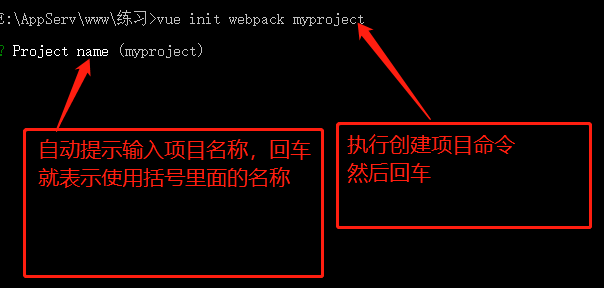 E:\AppServ\www\练习>vue init webpack myproject
? Project name (myproject)
自动提示输入项目名称，回车
就表示使用括号里面的名称
执行创建项目命令
然后回车